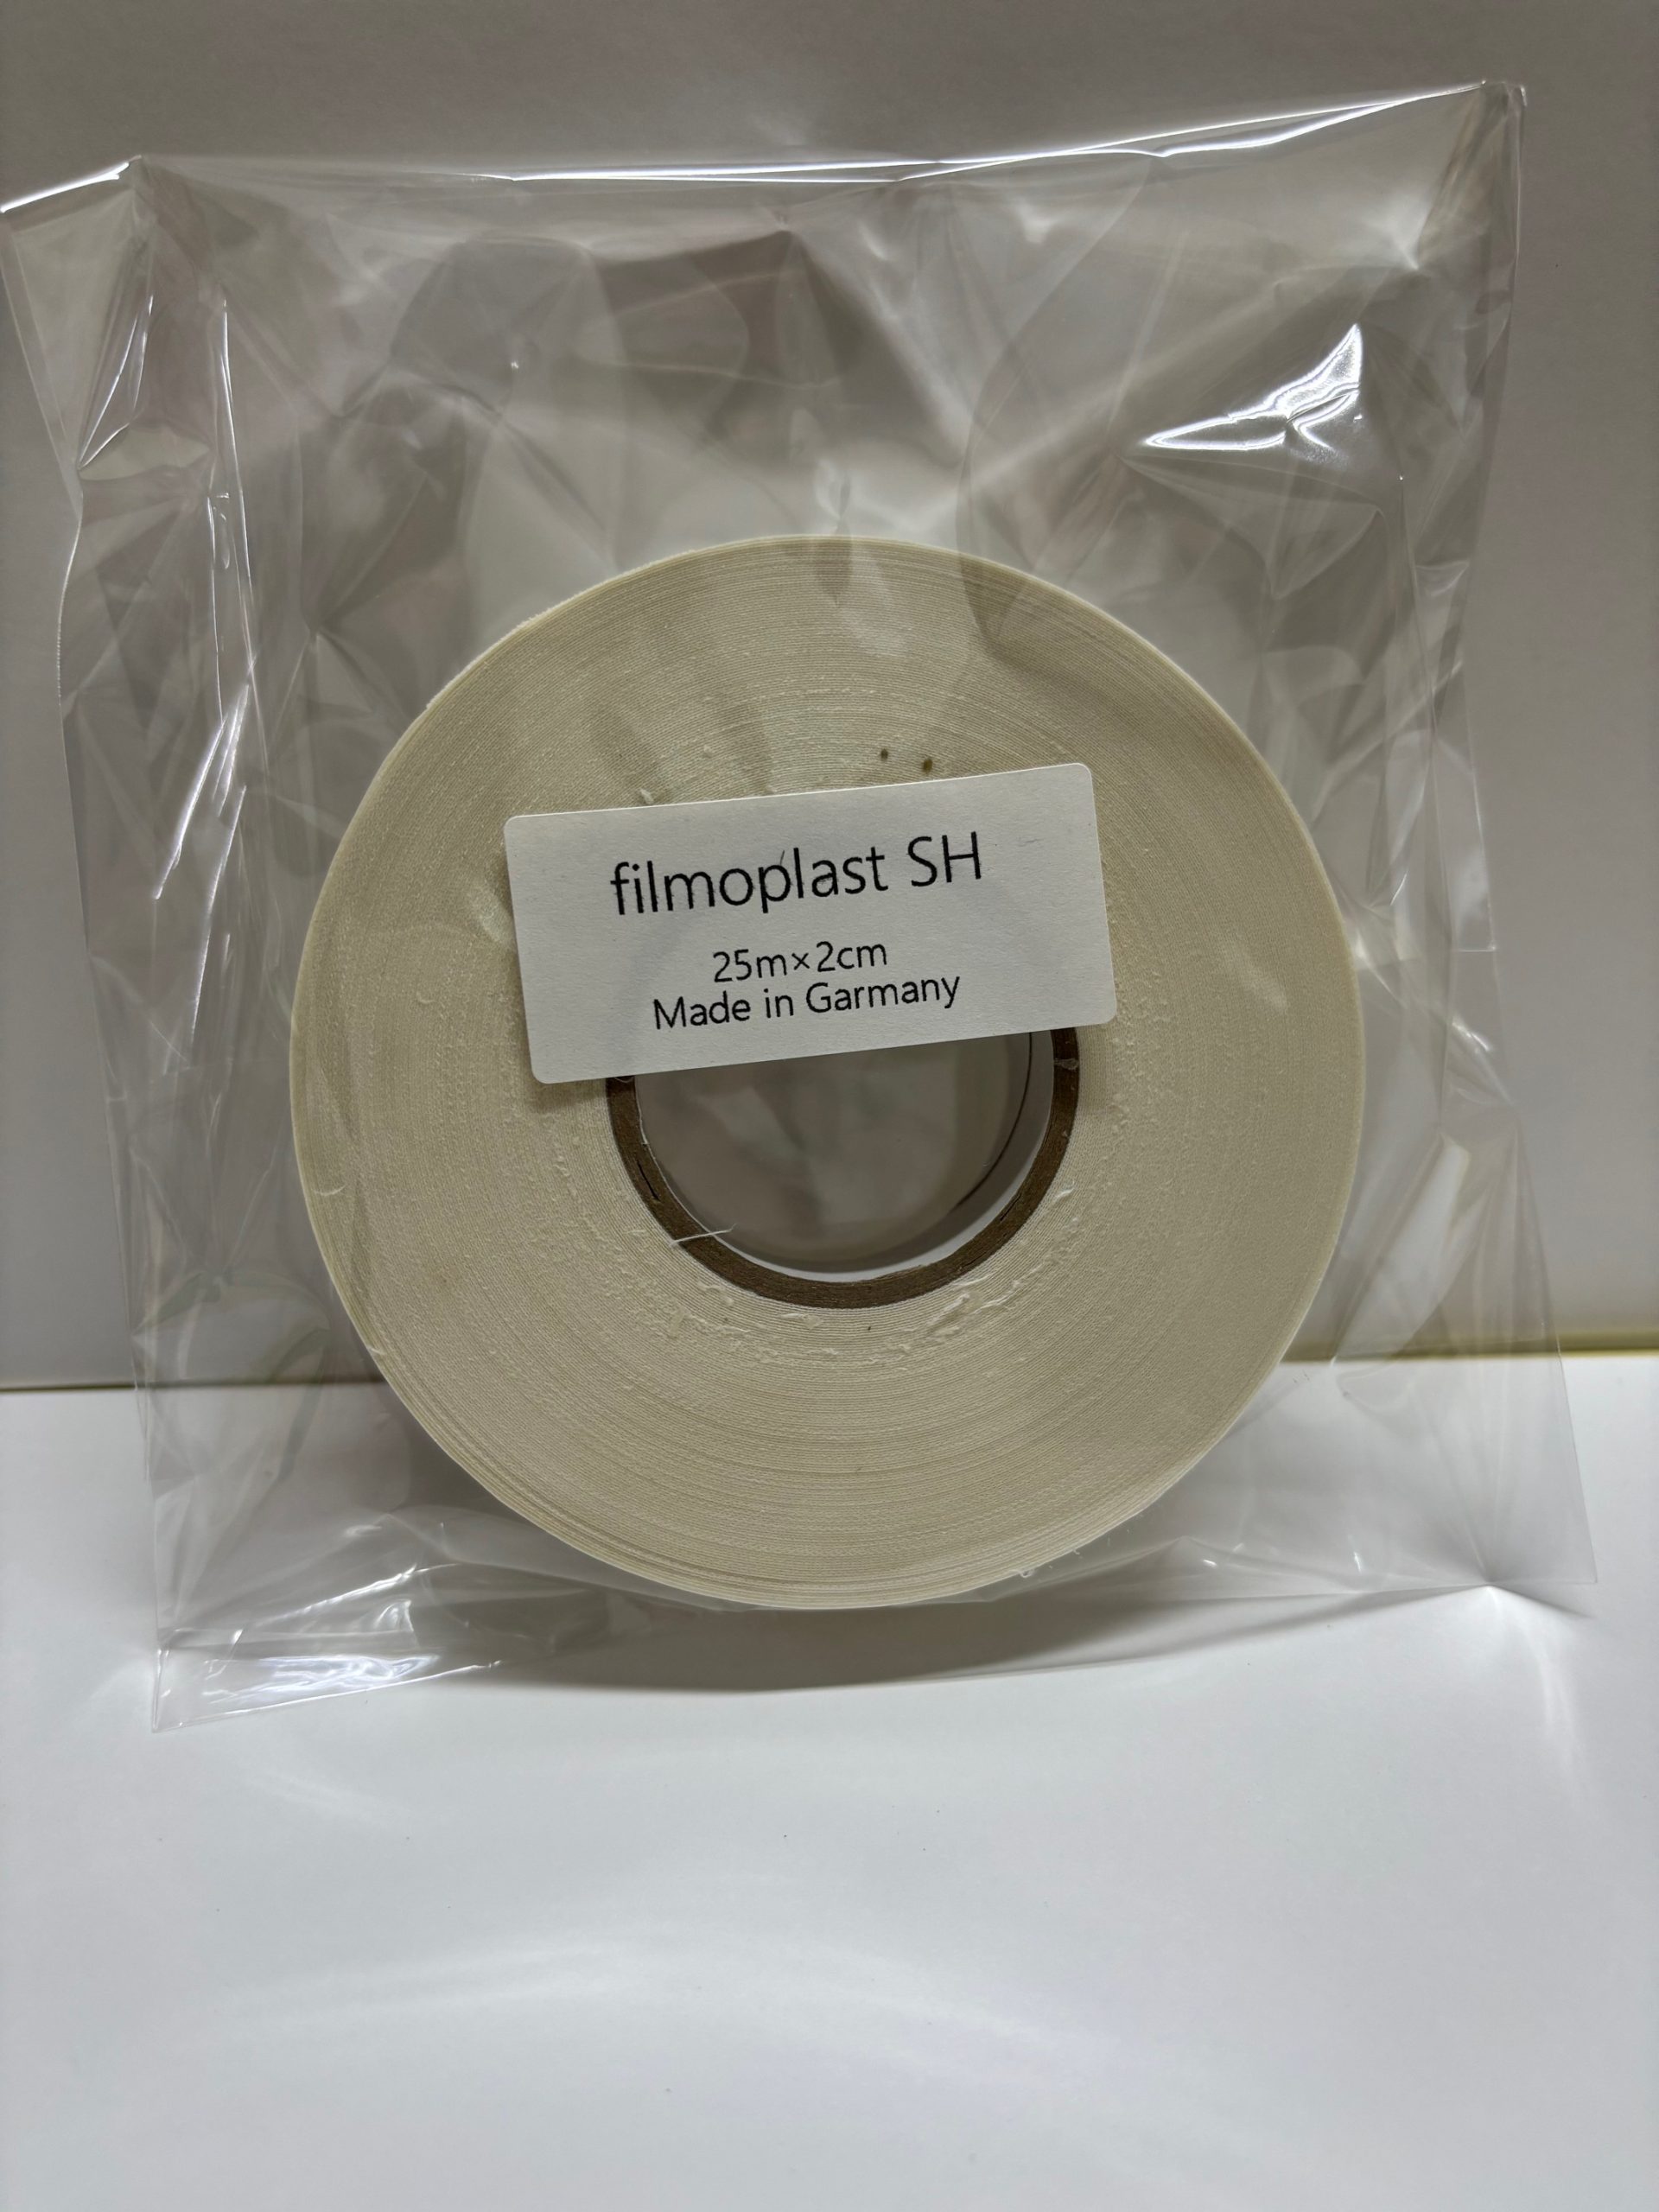 filmoplast SH
25m×2cm
Made in Garmany